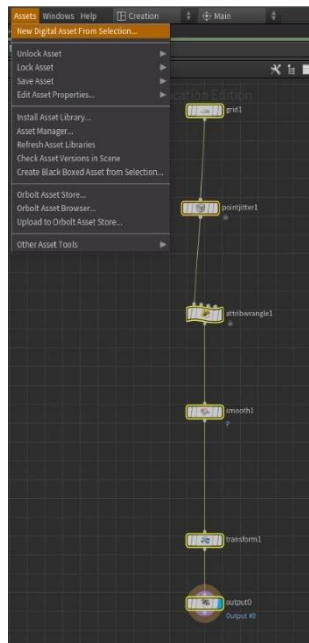 Assets Windows Help Creation Main
New Digital Asset From Selection...
Unlock Asset
Lock Asset
Save Asset
Edit Asset Properties...
Install Asset Library...
Asset Manager...
Refresh Asset Libraries
Check Asset Versions in Scene
Create Black Boxed Asset from Selection...
Orbolt Asset Store...
Orbolt Asset Browser...
Upload to Orbolt Asset Store...
Other Asset Tools
cation Edition
grid1
pointjitter1
attribwrangle1
smooth1
P
transform1
output0
Output #0